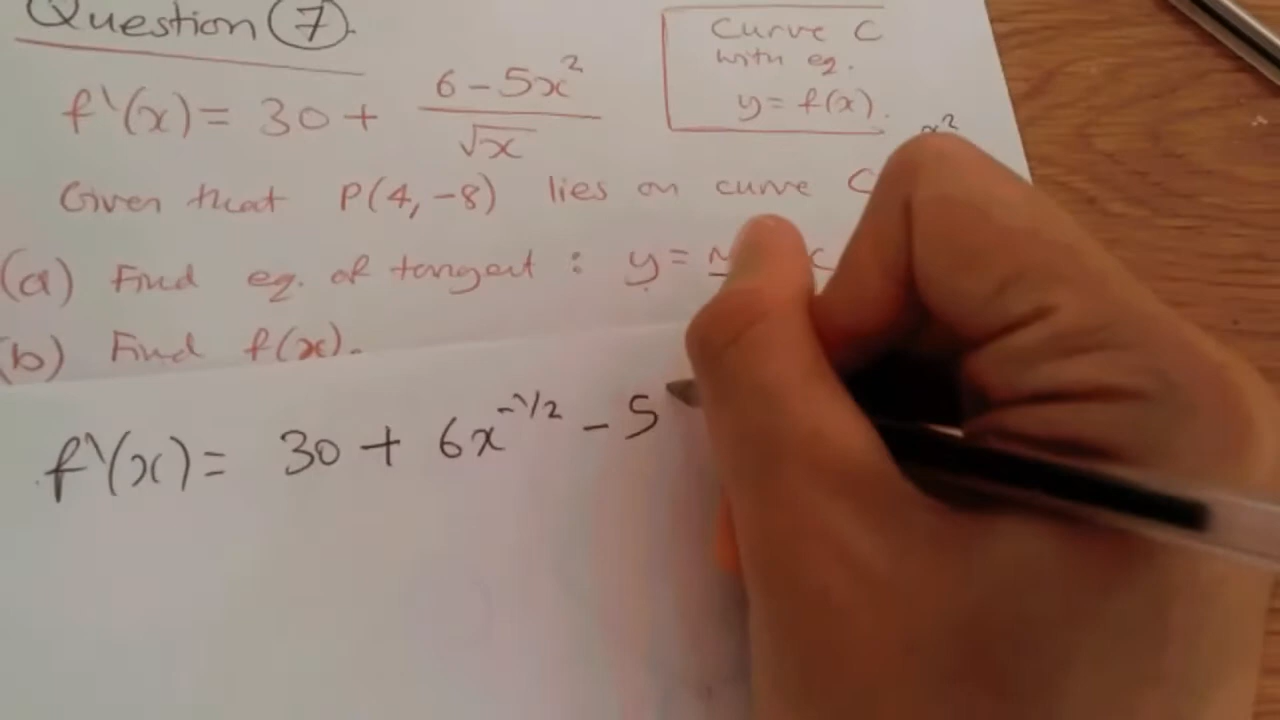 Question 7.
f'(x) = 30 + (6 - 5x²)/√x
Curve C
with eq.
y = f(x).
x²
Given that P(4, -8) lies on curve C
(a) Find eq. of tangent : y =
(b) Find f(x).
f'(x) = 30 + 6x^(-1/2) - 5